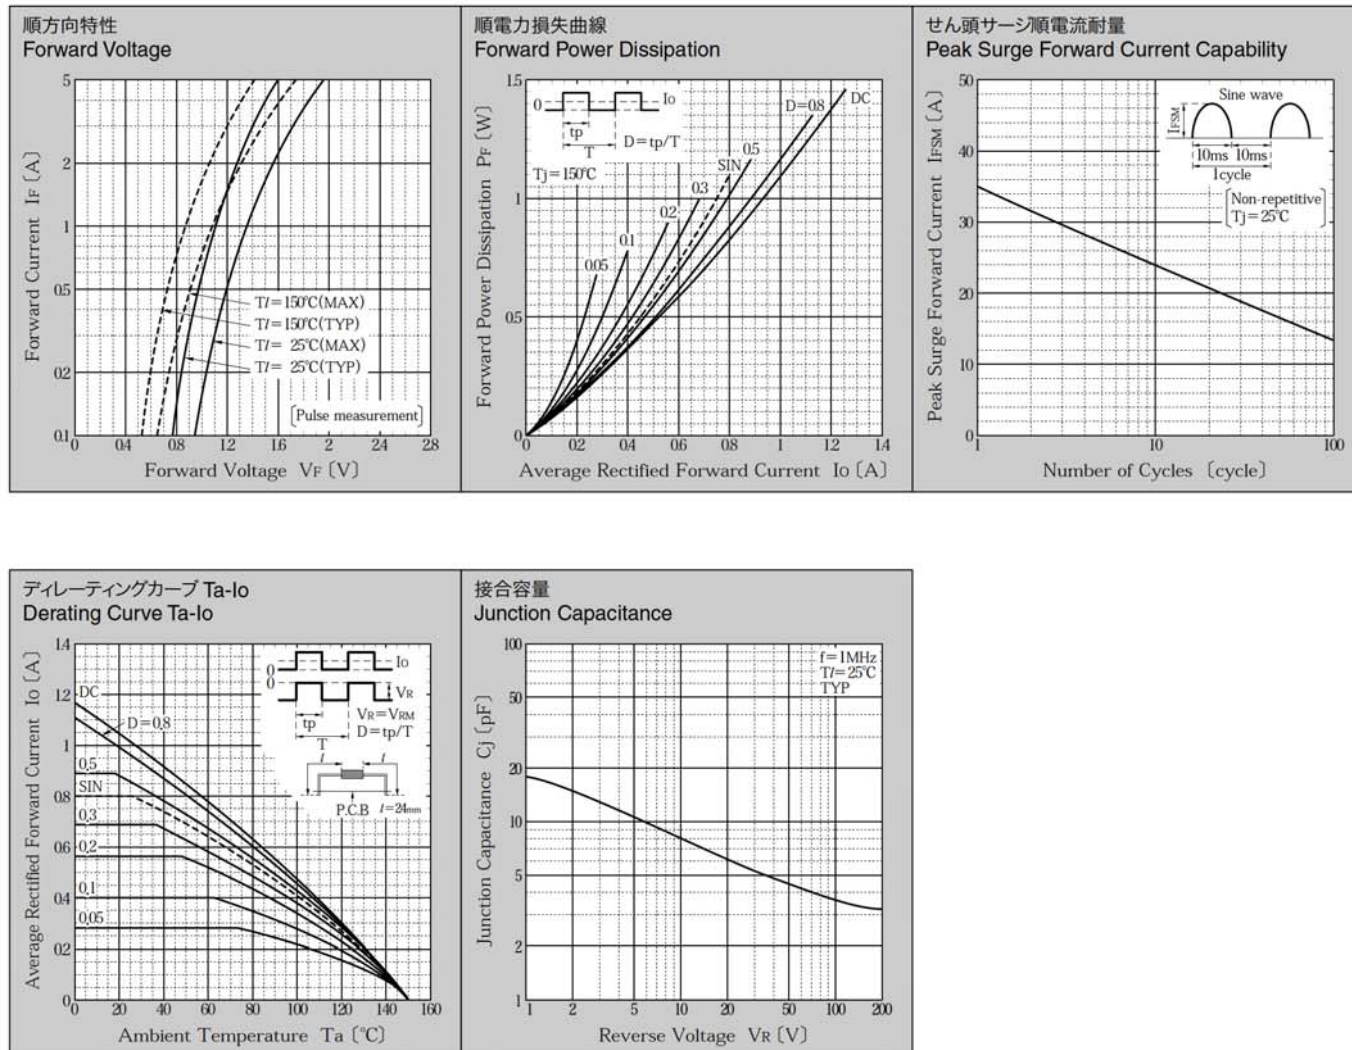 順方向特性
Forward Voltage
5
2
1
0.5
0.2
0.1
Forward Current IF [A]
Tl=150℃(MAX)
Tl=150℃(TYP)
Tl= 25℃(MAX)
Tl= 25℃(TYP)
[Pulse measurement]
0 0.4 0.8 1.2 1.6 2 2.4 2.8
Forward Voltage VF [V]
順電力損失曲線
Forward Power Dissipation
1.5
1
0.5
0
Forward Power Dissipation PF [W]
0
Io
tp
T
D=tp/T
Tj=150℃
DC
D=0.8
0.5
SIN
0.3
0.2
0.1
0.05
0 0.2 0.4 0.6 0.8 1 1.2 1.4
Average Rectified Forward Current Io [A]
せん頭サージ順電流耐量
Peak Surge Forward Current Capability
50
40
30
20
10
0
Peak Surge Forward Current IFSM [A]
Sine wave
IFSM
10ms 10ms
1cycle
[Non-repetitive
Tj=25℃]
1 10 100
Number of Cycles [cycle]
ディレーティングカーブ Ta-Io
Derating Curve Ta-Io
1.4
1.2
1
0.8
0.6
0.4
0.2
0
Average Rectified Forward Current Io [A]
DC
D=0.8
0.5
SIN
0.3
0.2
0.1
0.05
0
Io
0
VR
tp
VR=VRM
T
D=tp/T
l
l
P.C.B
l=24mm
0 20 40 60 80 100 120 140 160
Ambient Temperature Ta [℃]
接合容量
Junction Capacitance
100
50
20
10
5
2
1
Junction Capacitance Cj [pF]
f=1MHz
Tl=25℃
TYP
1 2 5 10 20 50 100 200
Reverse Voltage VR [V]